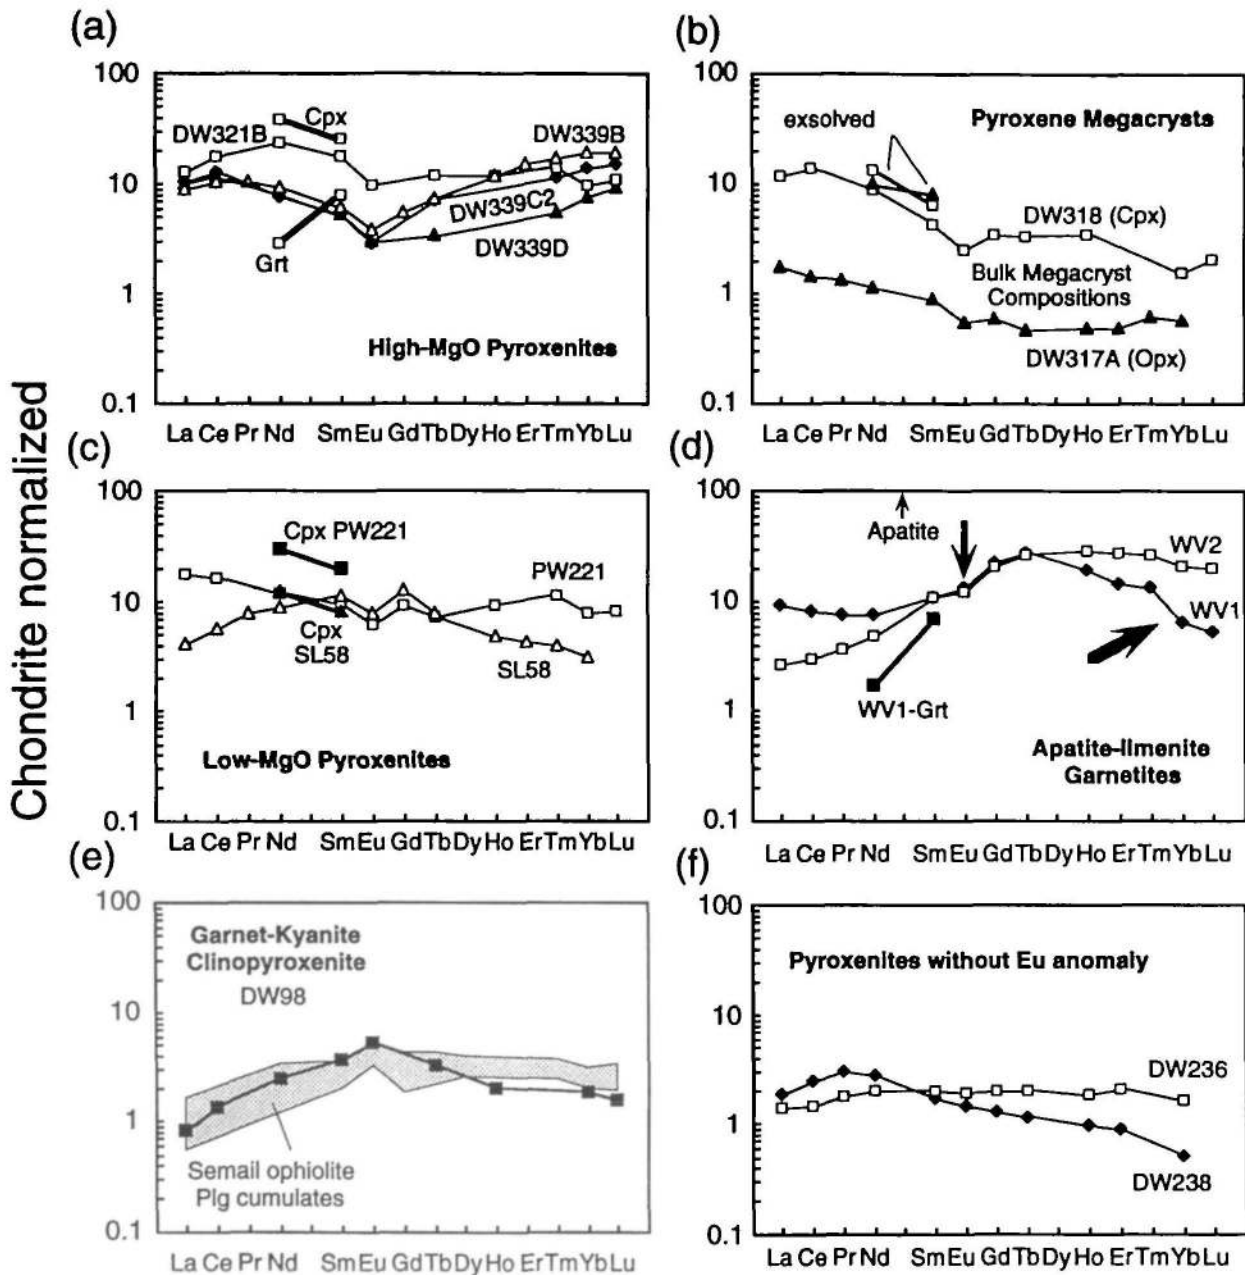 Chondrite normalized
(a)
100
10
1
0.1
Cpx
DW321B
DW339B
DW339C2
DW339D
Grt
High-MgO Pyroxenites
La Ce Pr Nd Sm Eu Gd Tb Dy Ho Er Tm Yb Lu
(b)
100
10
1
0.1
exsolved
Pyroxene Megacrysts
DW318 (Cpx)
Bulk Megacryst
Compositions
DW317A (Opx)
La Ce Pr Nd Sm Eu Gd Tb Dy Ho Er Tm Yb Lu
(c)
100
10
1
0.1
Cpx PW221
PW221
Cpx
SL58
SL58
Low-MgO Pyroxenites
La Ce Pr Nd Sm Eu Gd Tb Dy Ho Er Tm Yb Lu
(d)
100
10
1
0.1
Apatite
WV2
WV1
WV1-Grt
Apatite-Ilmenite
Garnetites
La Ce Pr Nd Sm Eu Gd Tb Dy Ho Er Tm Yb Lu
(e)
100
10
1
0.1
Garnet-Kyanite
Clinopyroxenite
DW98
Semail ophiolite
Plg cumulates
La Ce Pr Nd Sm Eu Gd Tb Dy Ho Er Tm Yb Lu
(f)
100
10
1
0.1
Pyroxenites without Eu anomaly
DW236
DW238
La Ce Pr Nd Sm Eu Gd Tb Dy Ho Er Tm Yb Lu